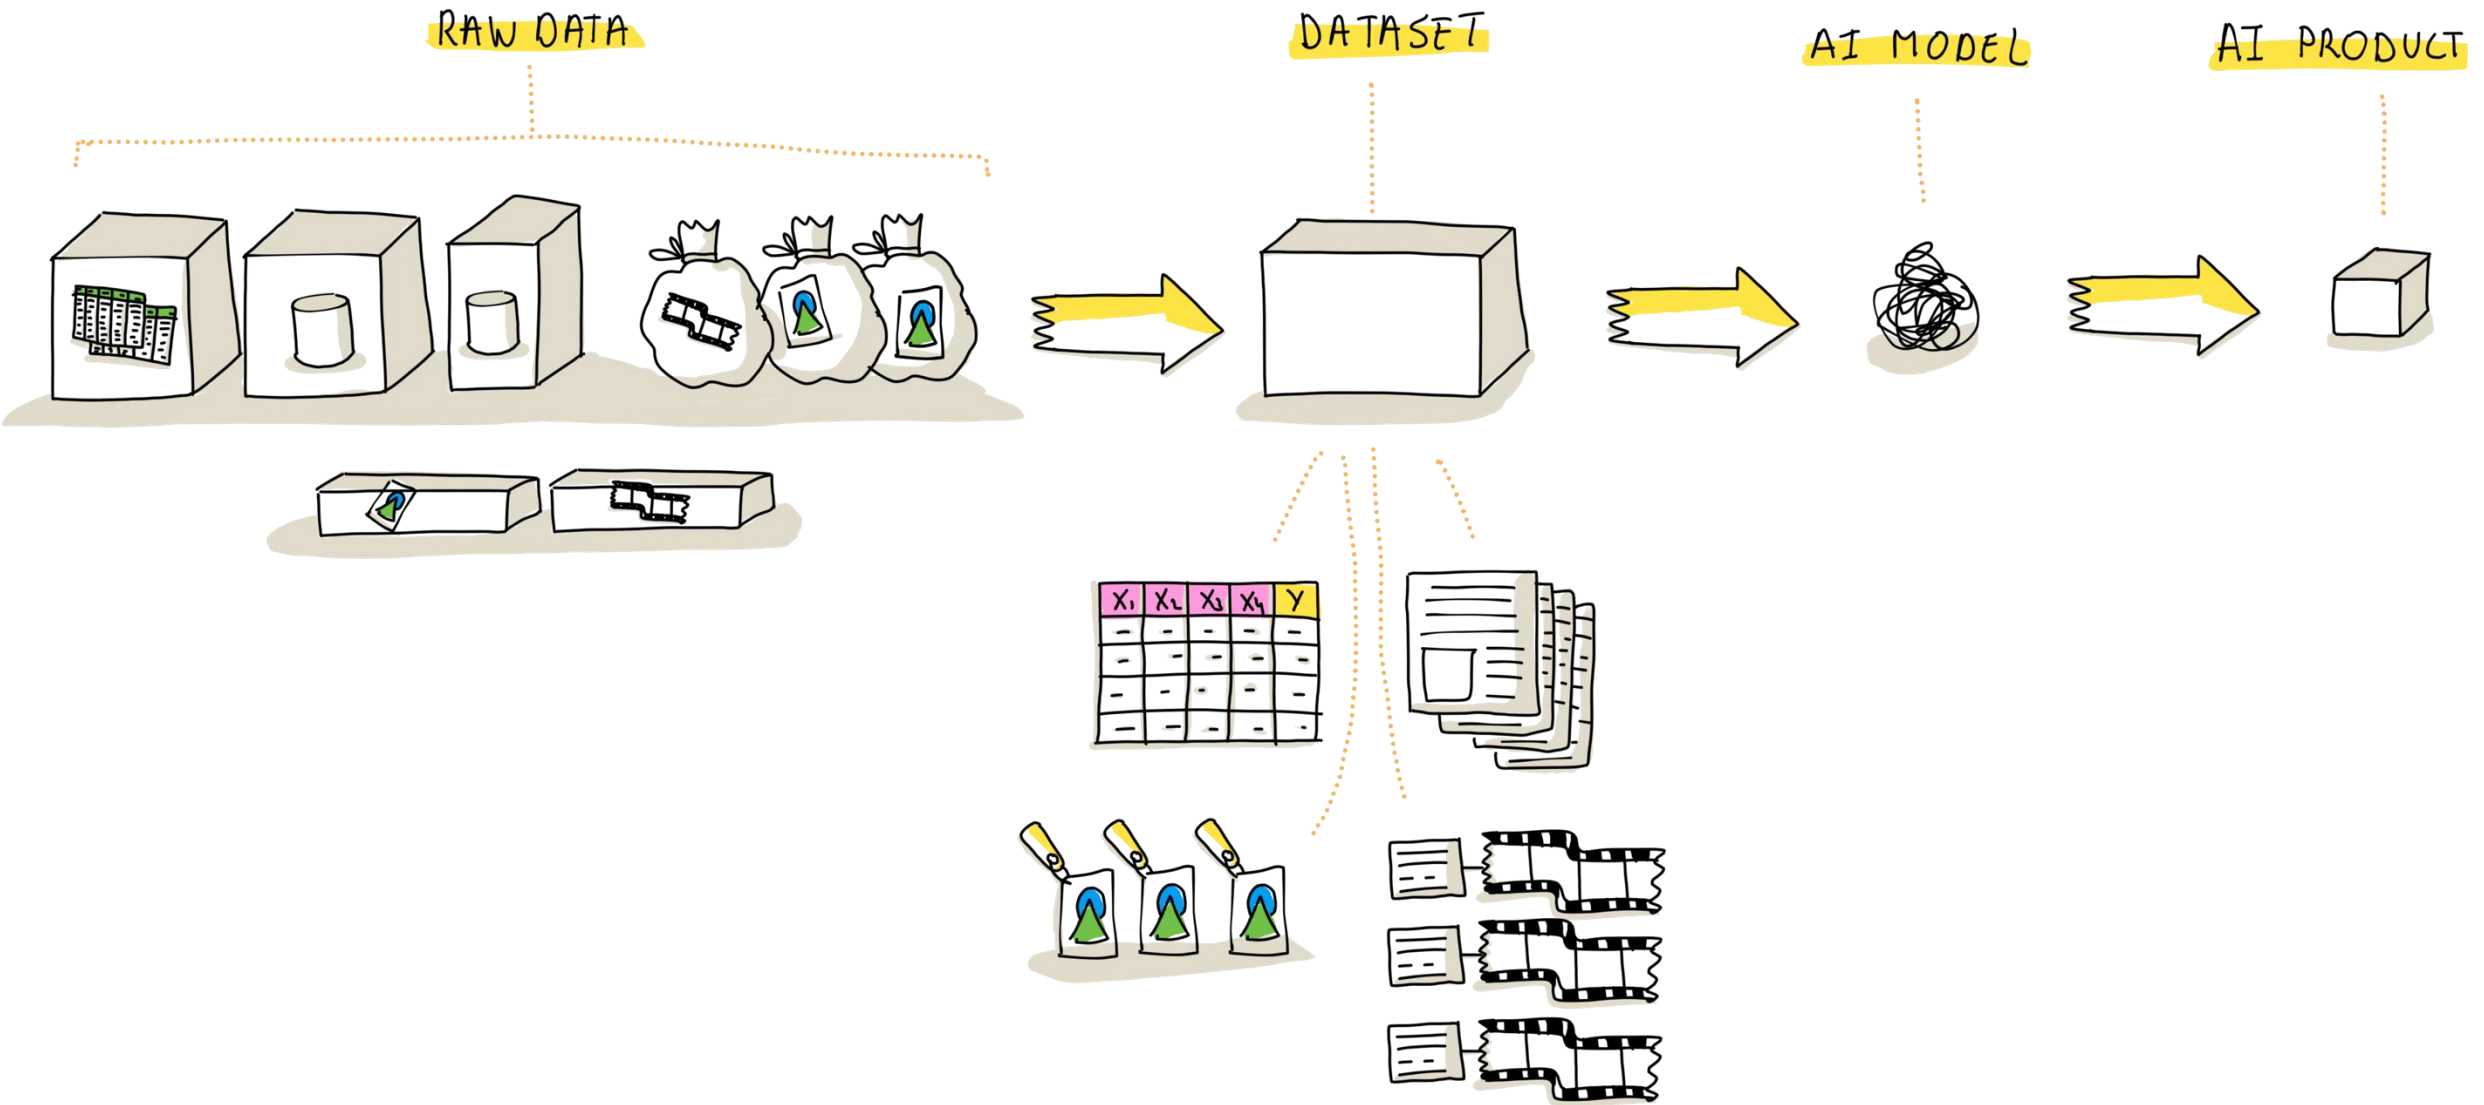 RAW DATA
DATASET
AI MODEL
AI PRODUCT
X1 X2 X3 X4 Y